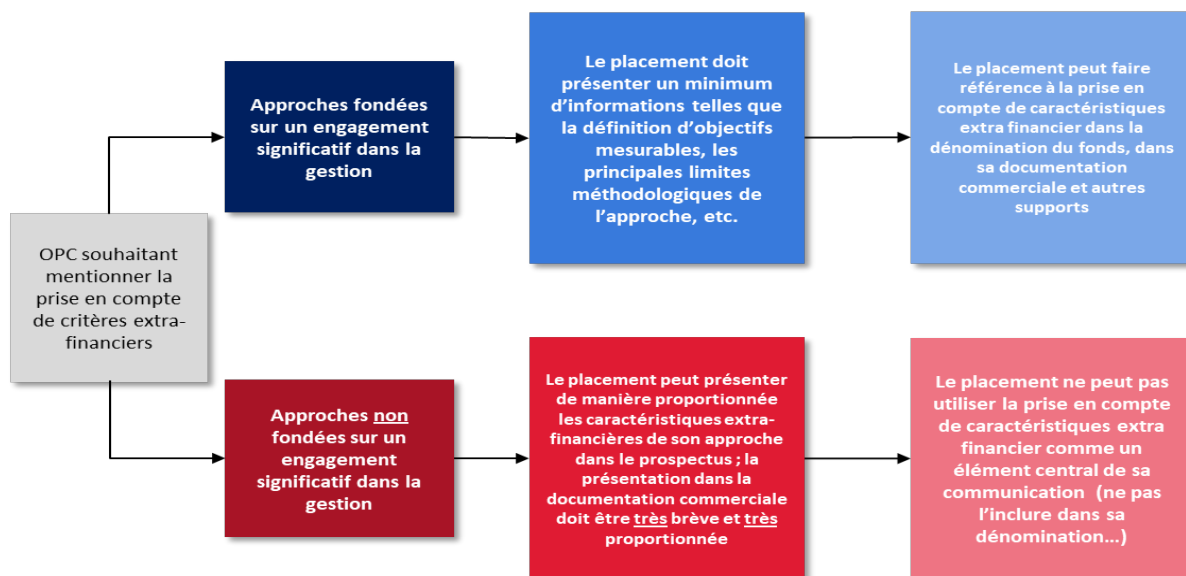 OPC souhaitant
mentionner la
prise en compte
de critères extra-
financiers
Approches fondées
sur un engagement
significatif dans la
gestion
Le placement doit
présenter un minimum
d'informations telles que
la définition d'objectifs
mesurables, les
principales limites
méthodologiques de
l'approche, etc.
Le placement peut faire
référence à la prise en
compte de caractéristiques
extra financier dans la
dénomination du fonds, dans
sa documentation
commerciale et autres
supports
Approches non
fondées sur un
engagement
significatif dans la
gestion
Le placement peut présenter
de manière proportionnée
les caractéristiques extra-
financières de son approche
dans le prospectus ; la
présentation dans la
documentation commerciale
doit être très brève et très
proportionnée
Le placement ne peut pas
utiliser la prise en compte
de caractéristiques extra
financier comme un
élément central de sa
communication (ne pas
l'inclure dans sa
dénomination...)